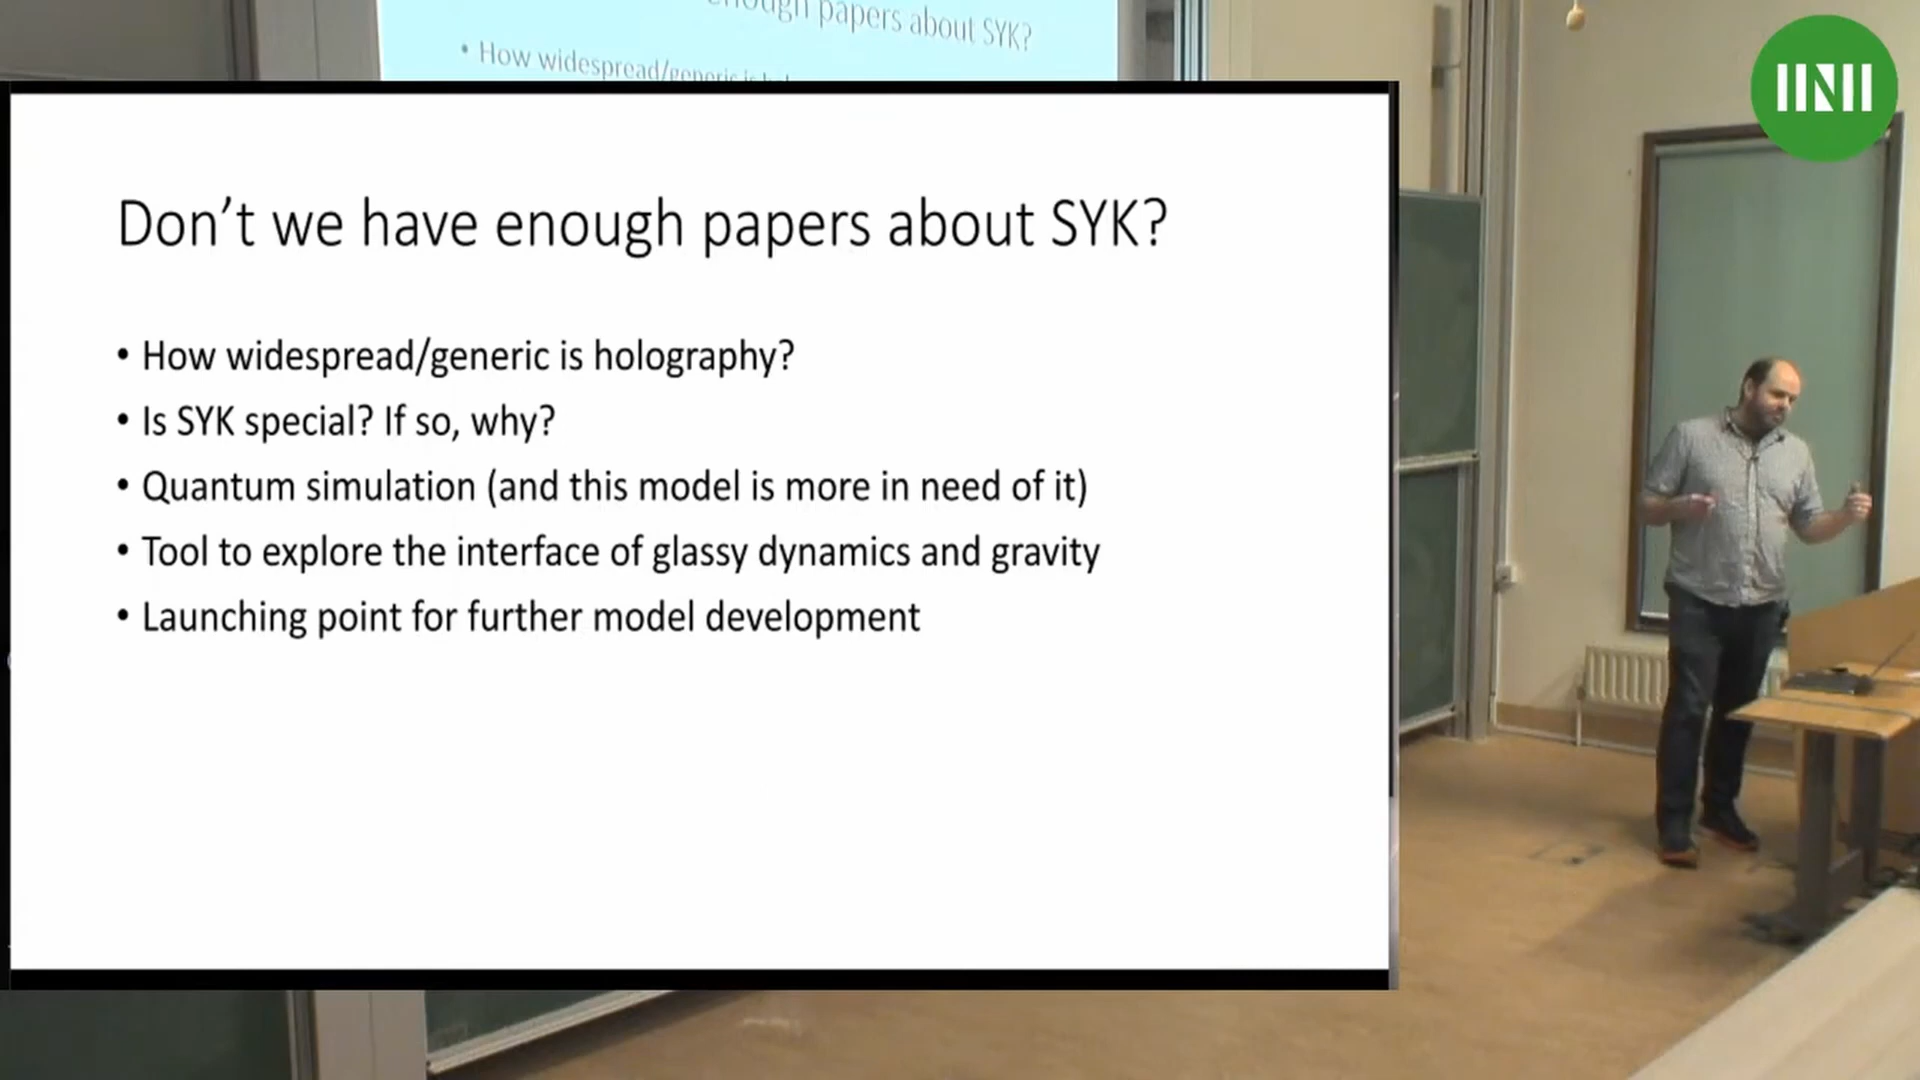 papers about SYK?
• How widespread/generic is
INI
Don't we have enough papers about SYK?
• How widespread/generic is holography?
• Is SYK special? If so, why?
• Quantum simulation (and this model is more in need of it)
• Tool to explore the interface of glassy dynamics and gravity
• Launching point for further model development